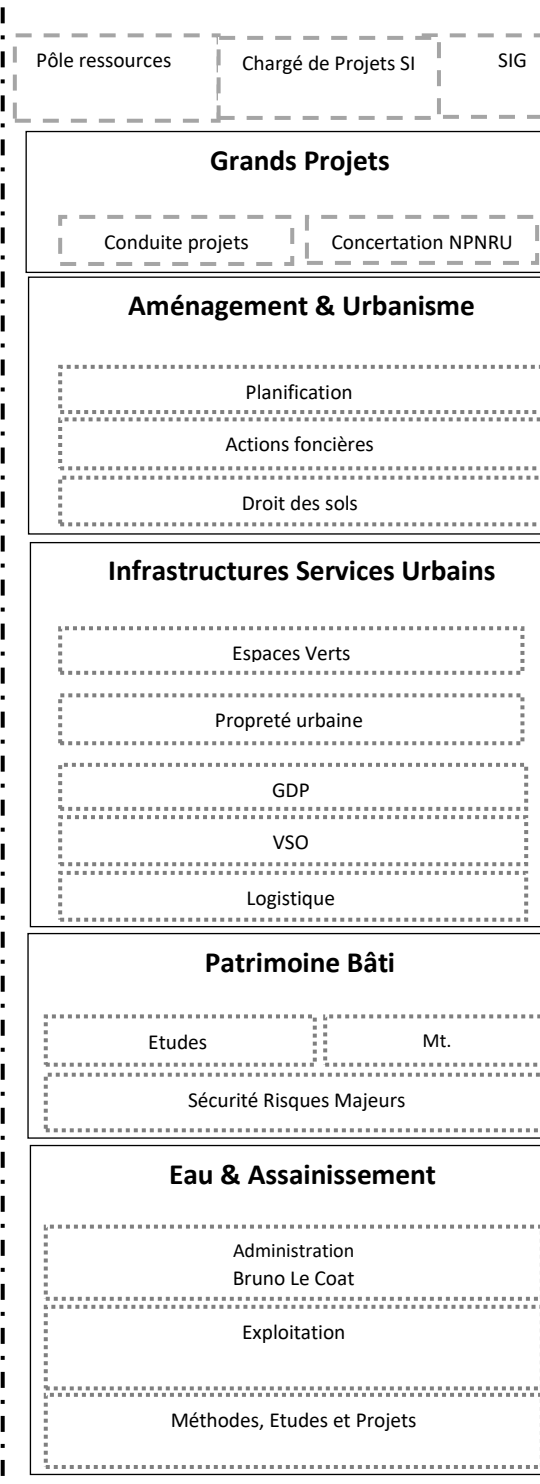 Pôle ressources
Chargé de Projets SI
SIG
Grands Projets
Conduite projets
Concertation NPNRU
Aménagement & Urbanisme
Planification
Actions foncières
Droit des sols
Infrastructures Services Urbains
Espaces Verts
Propreté urbaine
GDP
VSO
Logistique
Patrimoine Bâti
Etudes
Mt.
Sécurité Risques Majeurs
Eau & Assainissement
Administration
Bruno Le Coat
Exploitation
Méthodes, Etudes et Projets